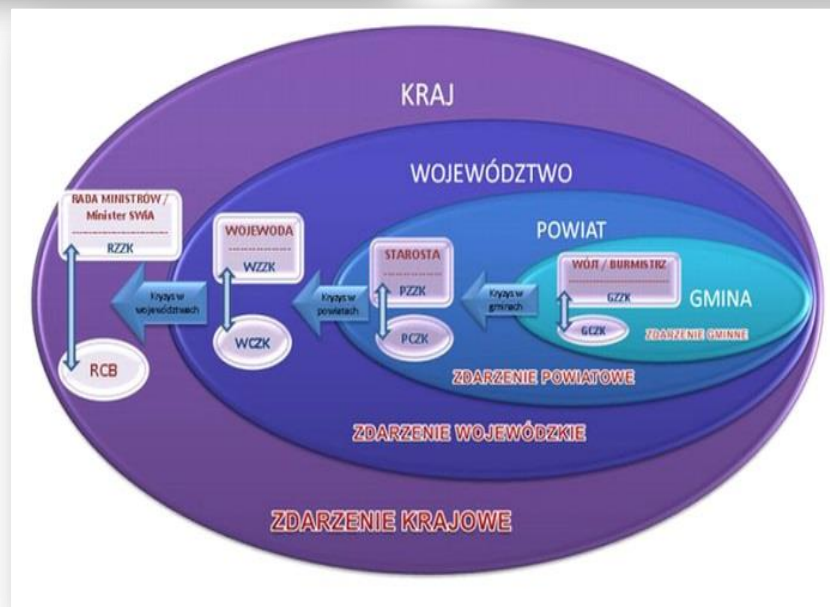 KRAJ
WOJEWÓDZTWO
POWIAT
GMINA
RADA MINISTRÓW /
Minister SWiA
RZZK
Kryzys w
województwach
RCB
WOJEWODA
WZZK
Kryzys w
powiatach
WCZK
STAROSTA
PZZK
Kryzys w
gminach
PCZK
WÓJT / BURMISTRZ
GZZK
GCZK
ZDARZENIE GMINNE
ZDARZENIE POWIATOWE
ZDARZENIE WOJEWÓDZKIE
ZDARZENIE KRAJOWE